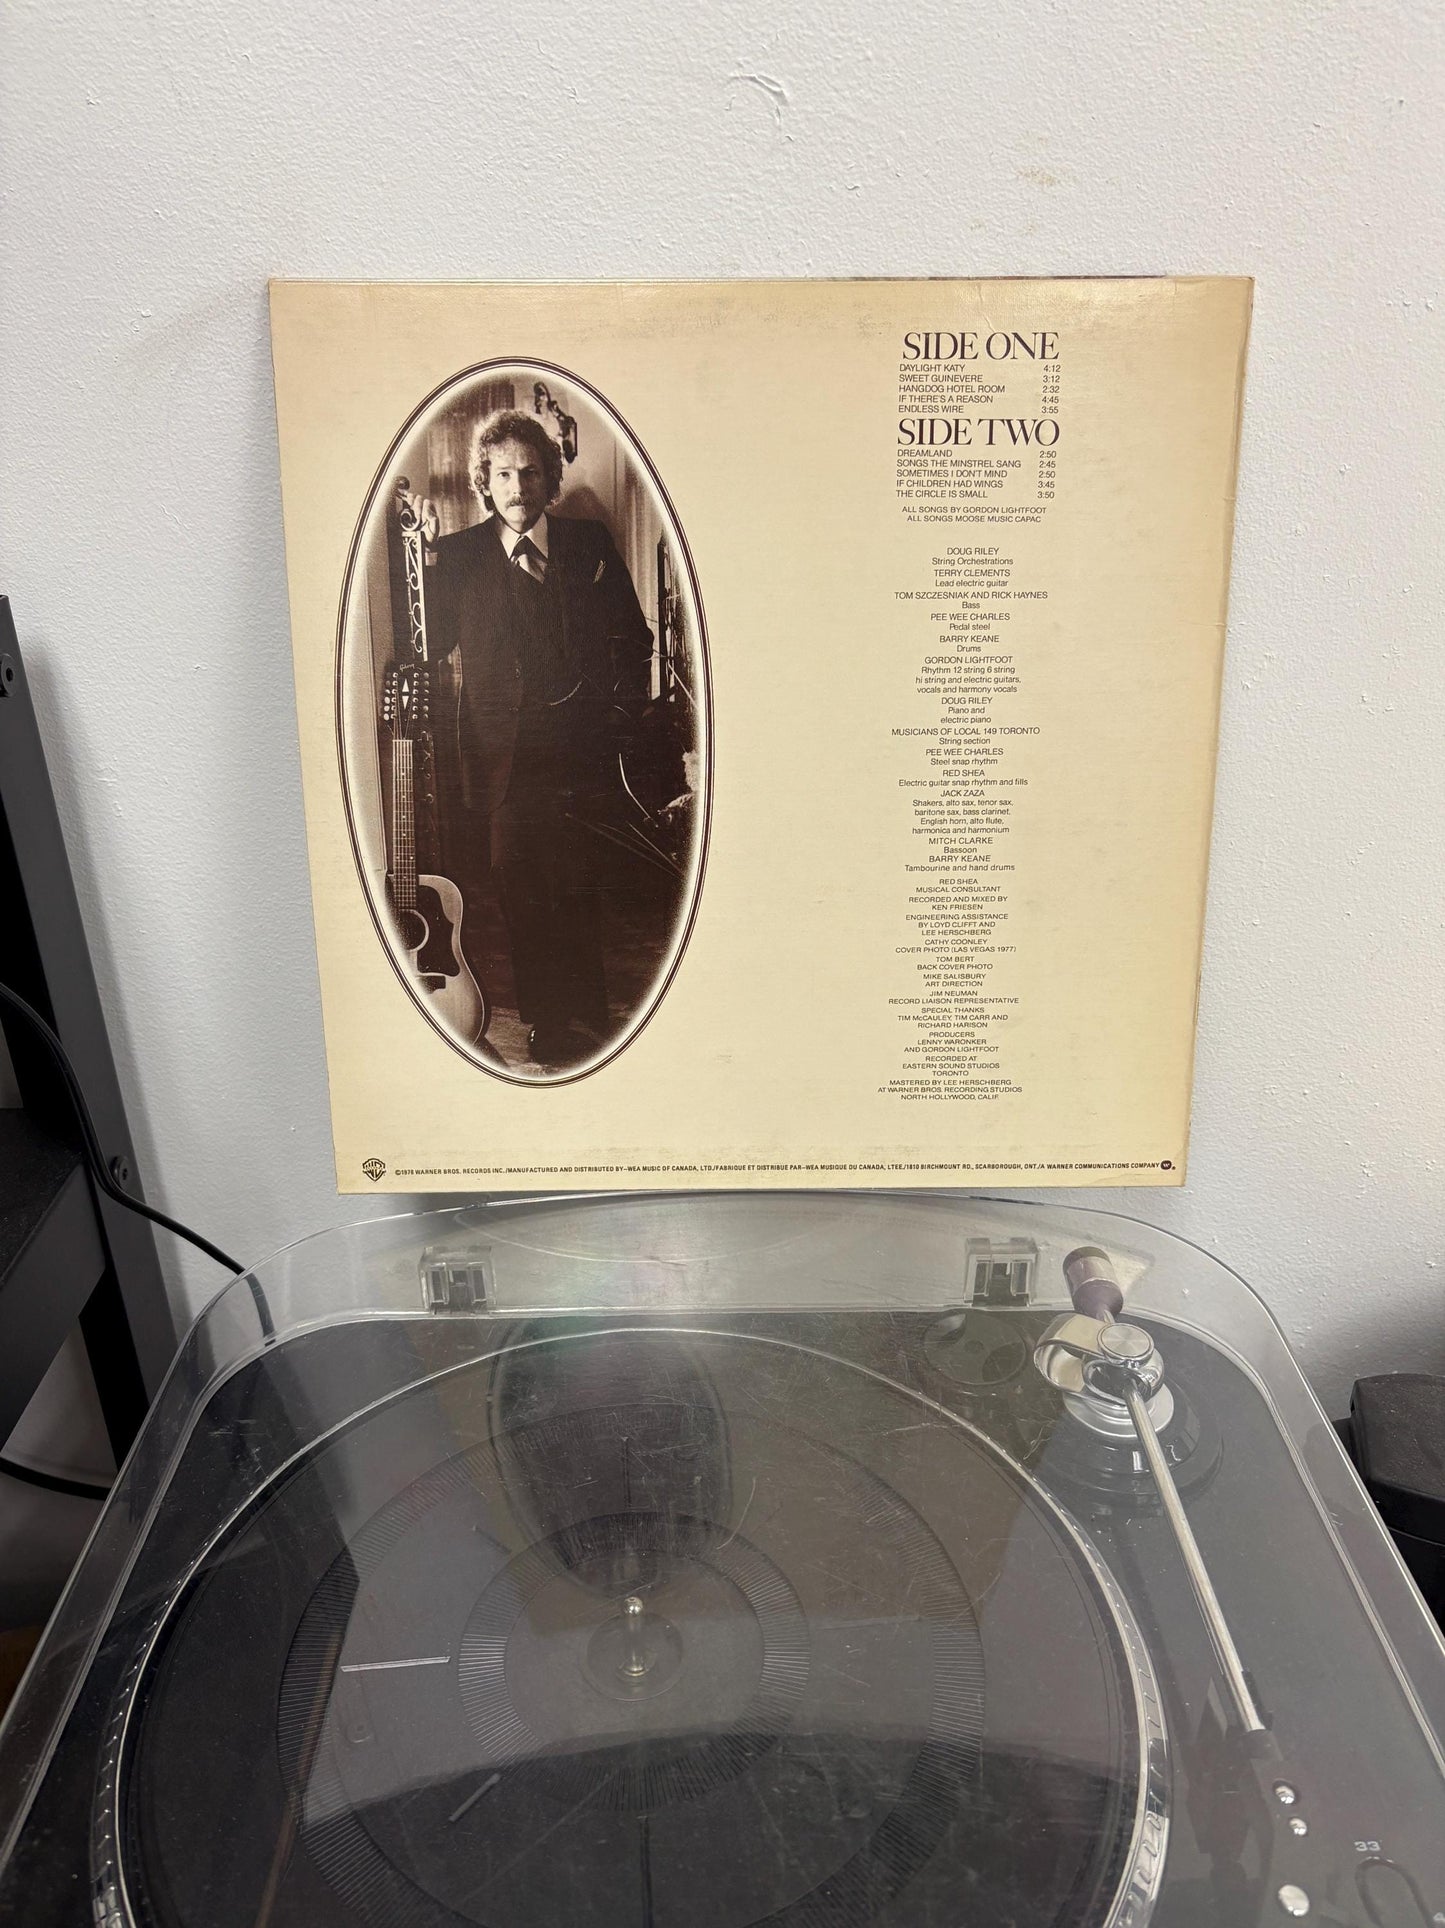 SIDE ONE
DAYLIGHT KATY 4:12
SWEET GUINEVERE 3:12
HANGDOG HOTEL ROOM 2:32
IF THERE'S A REASON 4:45
ENDLESS WIRE 3:55
SIDE TWO
DREAMLAND 2:50
SONGS THE MINSTREL SANG 2:45
SOMETIMES I DON'T MIND 2:50
IF CHILDREN HAD WINGS 3:45
THE CIRCLE IS SMALL 3:50
ALL SONGS BY GORDON LIGHTFOOT
ALL SONGS MOOSE MUSIC CAPAC
DOUG RILEY
String Orchestrations
TERRY CLEMENTS
Lead electric guitar
TOM SZCZESNIAK AND RICK HAYNES
Bass
PEE WEE CHARLES
Pedal steel
BARRY KEANE
Drums
GORDON LIGHTFOOT
Rhythm 12 string 6 string
hi string and electric guitars,
vocals and harmony vocals
DOUG RILEY
Piano and
electric piano
MUSICIANS OF LOCAL 149 TORONTO
String section
PEE WEE CHARLES
Steel snap rhythm
RED SHEA
Electric guitar snap rhythm and fills
JACK ZAZA
Shakers, alto sax, tenor sax,
baritone sax, bass clarinet,
English horn, alto flute,
harmonica and harmonium
MITCH CLARKE
Bassoon
BARRY KEANE
Tambourine and hand drums
RED SHEA
MUSICAL CONSULTANT
RECORDED AND MIXED BY
KEN FRIESEN
ENGINEERING ASSISTANCE
BY LOYD CLIFFT AND
LEE HERSCHBERG
CATHY COONLEY
COVER PHOTO (LAS VEGAS 1977)
TOM BERT
BACK COVER PHOTO
MIKE SALISBURY
ART DIRECTION
JIM NEUMAN
RECORD LIAISON REPRESENTATIVE
SPECIAL THANKS
TIM McCAULEY, TIM CARR AND
RICHARD HARISON
PRODUCERS
LENNY WARONKER
AND GORDON LIGHTFOOT
RECORDED AT
EASTERN SOUND STUDIOS
TORONTO
MASTERED BY LEE HERSCHBERG
AT WARNER BROS. RECORDING STUDIOS
NORTH HOLLYWOOD, CALIF.
©1978 WARNER BROS. RECORDS INC./MANUFACTURED AND DISTRIBUTED BY–WEA MUSIC OF CANADA, LTD./FABRIQUE ET DISTRIBUE PAR–WEA MUSIQUE DU CANADA, LTEE./1810 BIRCHMOUNT RD., SCARBOROUGH, ONT./A WARNER COMMUNICATIONS COMPANY
33